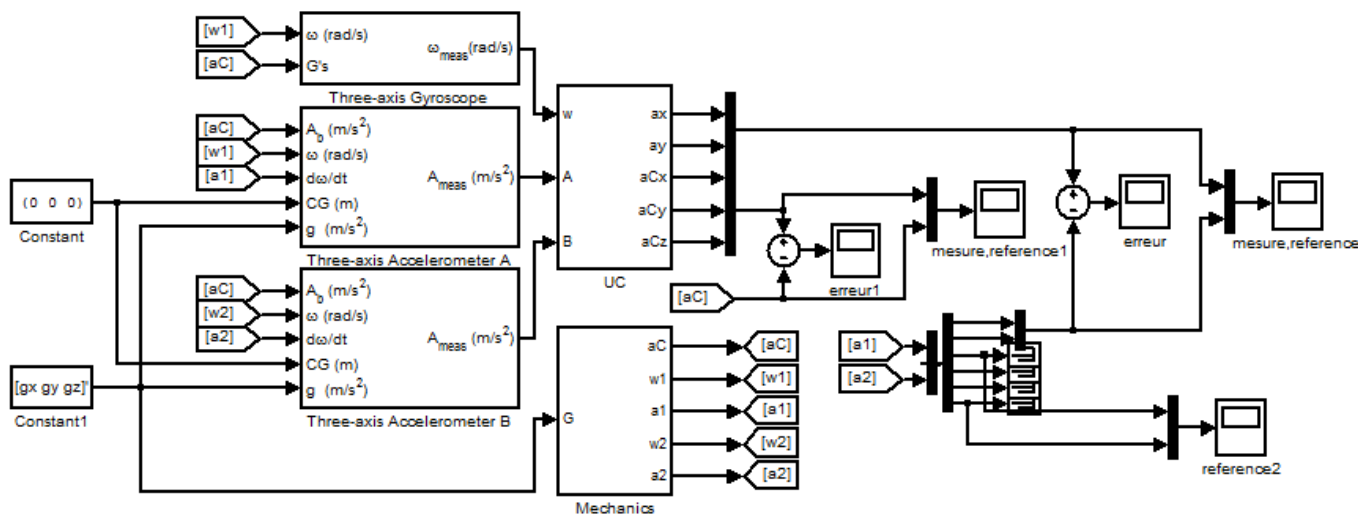 [w1]
[aC]
ω (rad/s)
G's
ω_meas(rad/s)
Three-axis Gyroscope
[aC]
[w1]
[a1]
A_b (m/s²)
ω (rad/s)
dω/dt
CG (m)
g (m/s²)
A_meas (m/s²)
Three-axis Accelerometer A
(0 0 0)
Constant
[aC]
[w2]
[a2]
A_b (m/s²)
ω (rad/s)
dω/dt
CG (m)
g (m/s²)
A_meas (m/s²)
Three-axis Accelerometer B
[gx gy gz]'
Constant1
w
A
B
ax
ay
aCx
aCy
aCz
UC
G
aC
w1
a1
w2
a2
Mechanics
[aC]
[w1]
[a1]
[w2]
[a2]
[aC]
+
-
erreur1
mesure,reference1
+
-
erreur
mesure,reference
[a1]
[a2]
reference2